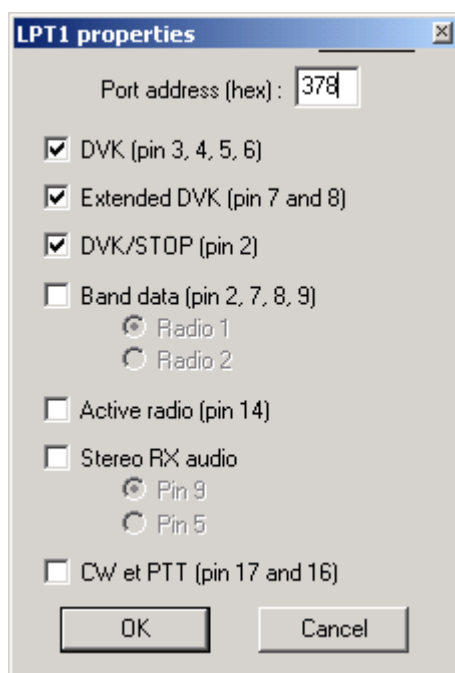 LPT1 properties
Port address (hex) : 378
DVK (pin 3, 4, 5, 6)
Extended DVK (pin 7 and 8)
DVK/STOP (pin 2)
Band data (pin 2, 7, 8, 9)
Radio 1
Radio 2
Active radio (pin 14)
Stereo RX audio
Pin 9
Pin 5
CW et PTT (pin 17 and 16)
OK Cancel